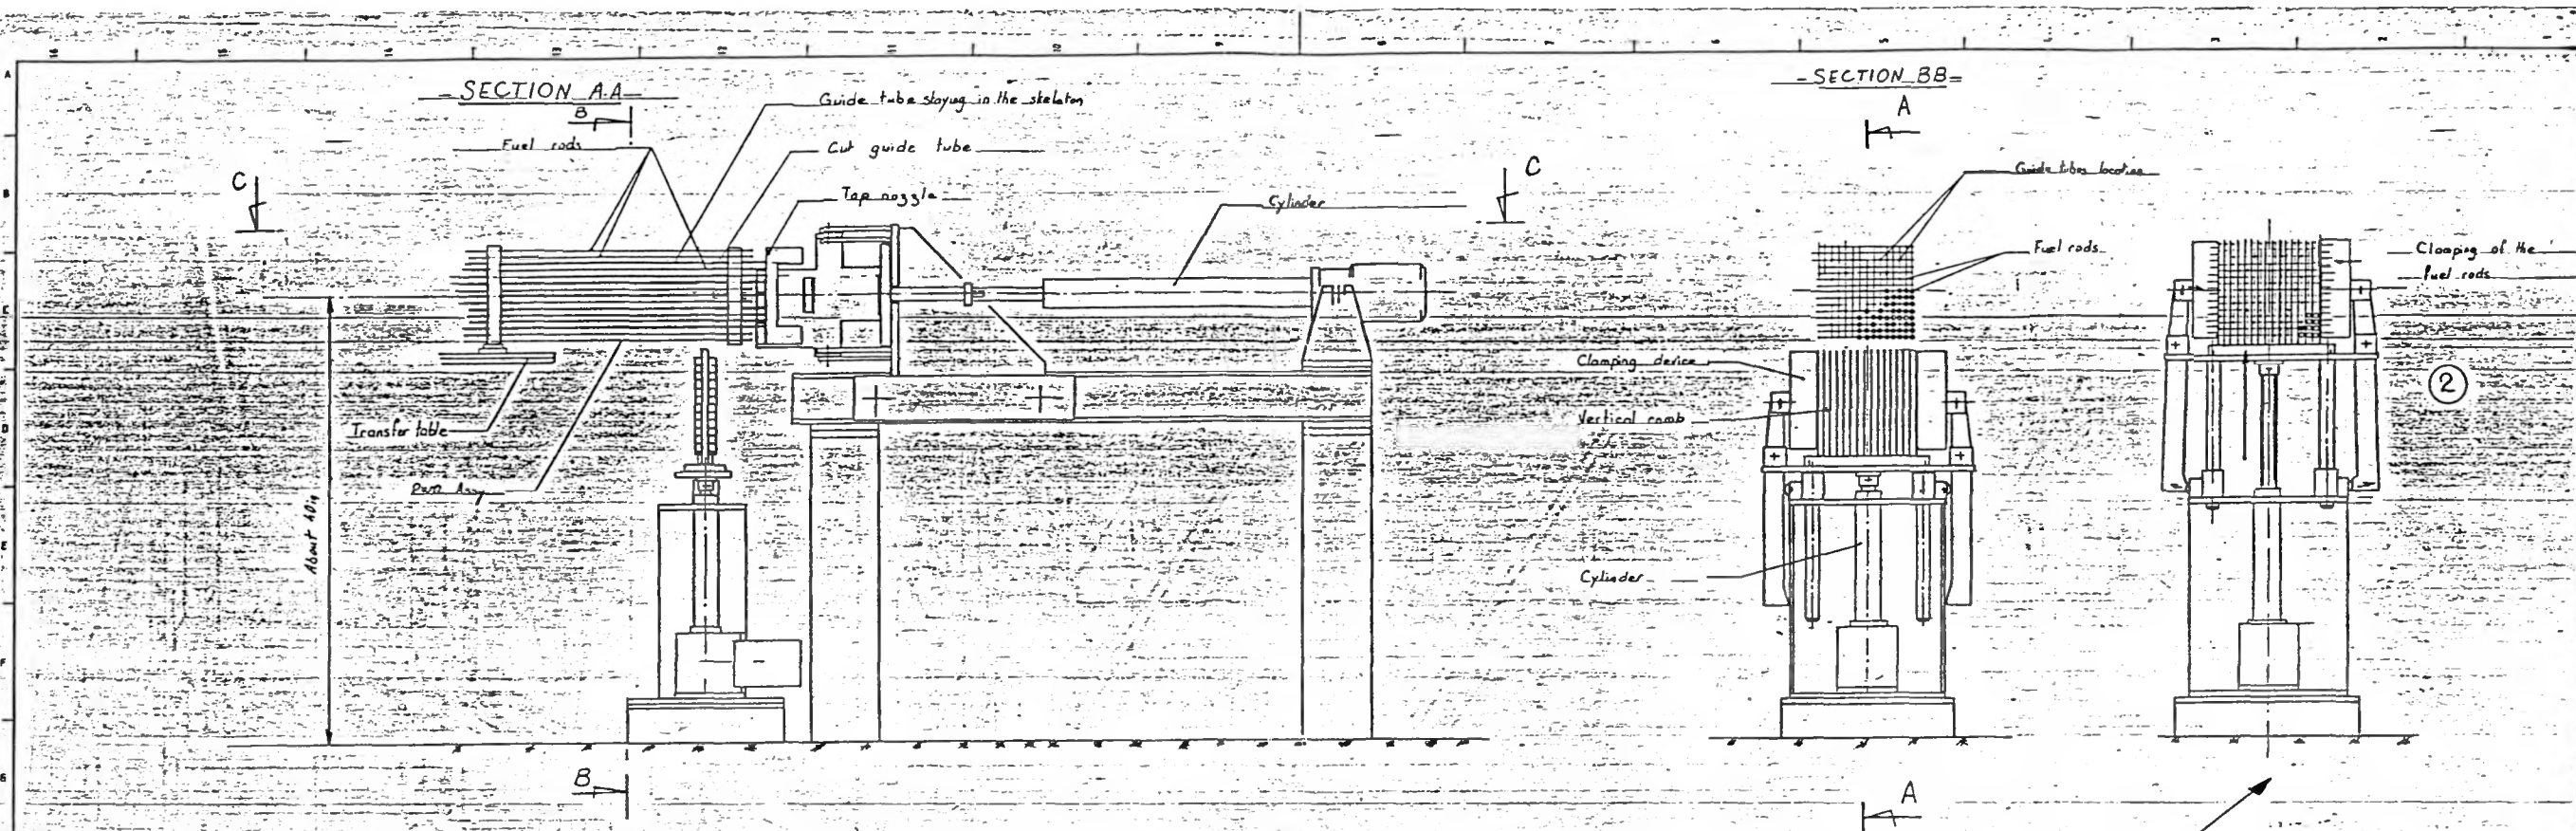 SECTION A.A
B
Guide tube staying in the skeleton
Fuel rods
Cut guide tube
C
Top nozzle
Cylinder
C
Transfer table
About
B
SECTION BB
A
Guide tubes location
Fuel rods
Clamping of the
fuel rods
Clamping device
Vertical comb
2
Cylinder
A
A
B
C
D
E
F
G